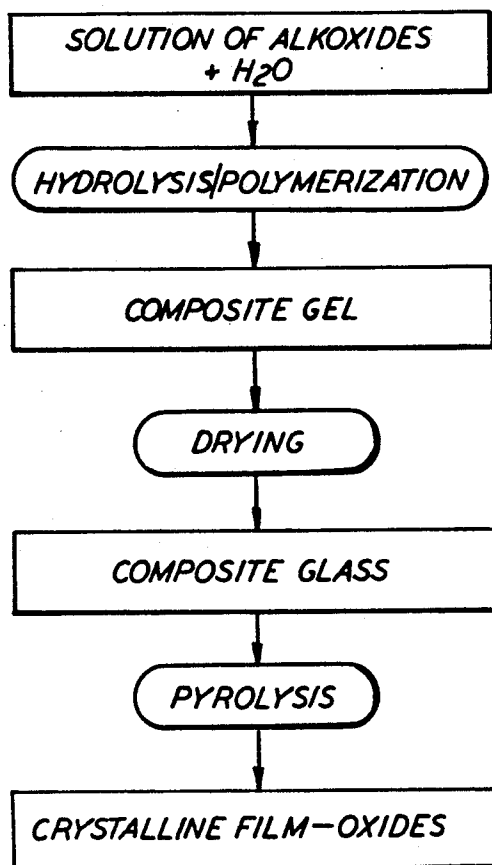 SOLUTION OF ALKOXIDES
+ H2O
HYDROLYSIS/POLYMERIZATION
COMPOSITE GEL
DRYING
COMPOSITE GLASS
PYROLYSIS
CRYSTALLINE FILM-OXIDES